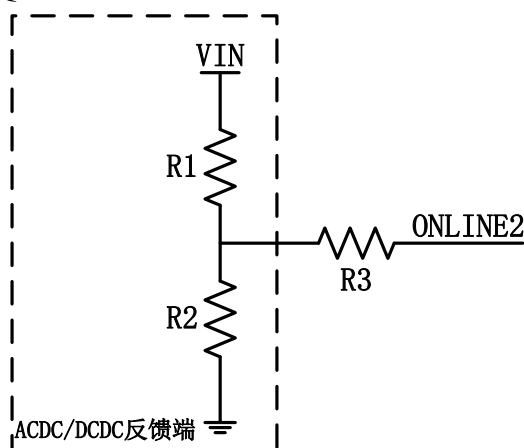 VIN
R1
ONLINE2
R3
R2
ACDC/DCDC反馈端